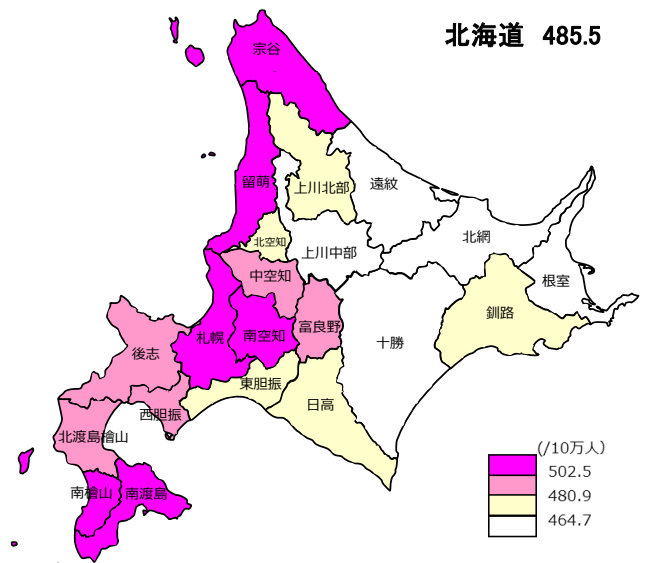 北海道 485.5
宗谷
留萌
上川北部
遠紋
北空知
上川中部
北網
中空知
根室
釧路
札幌
南空知
富良野
十勝
後志
東胆振
日高
西胆振
北渡島檜山
南檜山
南渡島
(/10万人)
502.5
480.9
464.7